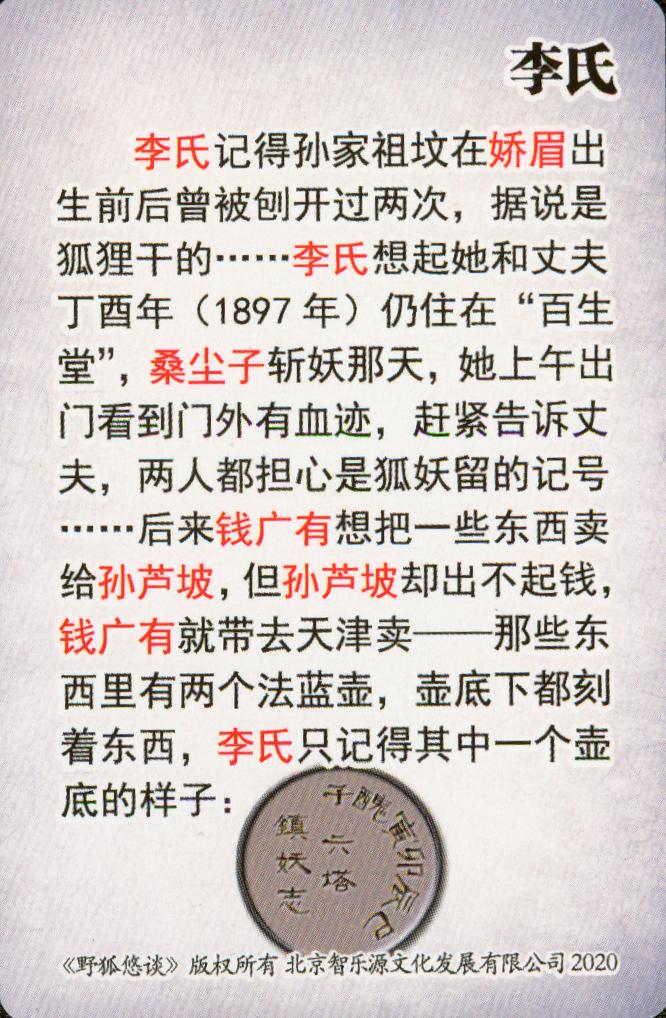 李氏
李氏记得孙家祖坟在娇眉出
生前后曾被刨开过两次，据说是
狐狸干的……李氏想起她和丈夫
丁酉年（1897 年）仍住在“百生
堂”，桑尘子斩妖那天，她上午出
门看到门外有血迹，赶紧告诉丈
夫，两人都担心是狐妖留的记号
……后来钱广有想把一些东西卖
给孙芦坡，但孙芦坡却出不起钱，
钱广有就带去天津卖——那些东
西里有两个法蓝壶，壶底下都刻
着东西，李氏只记得其中一个壶
底的样子：
子醜寅卯辰巳
六塔
鎮妖志
《野狐悠谈》版权所有 北京智乐源文化发展有限公司 2020